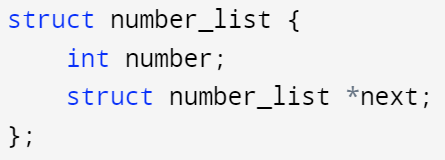 struct number_list {
    int number;
    struct number_list *next;
};